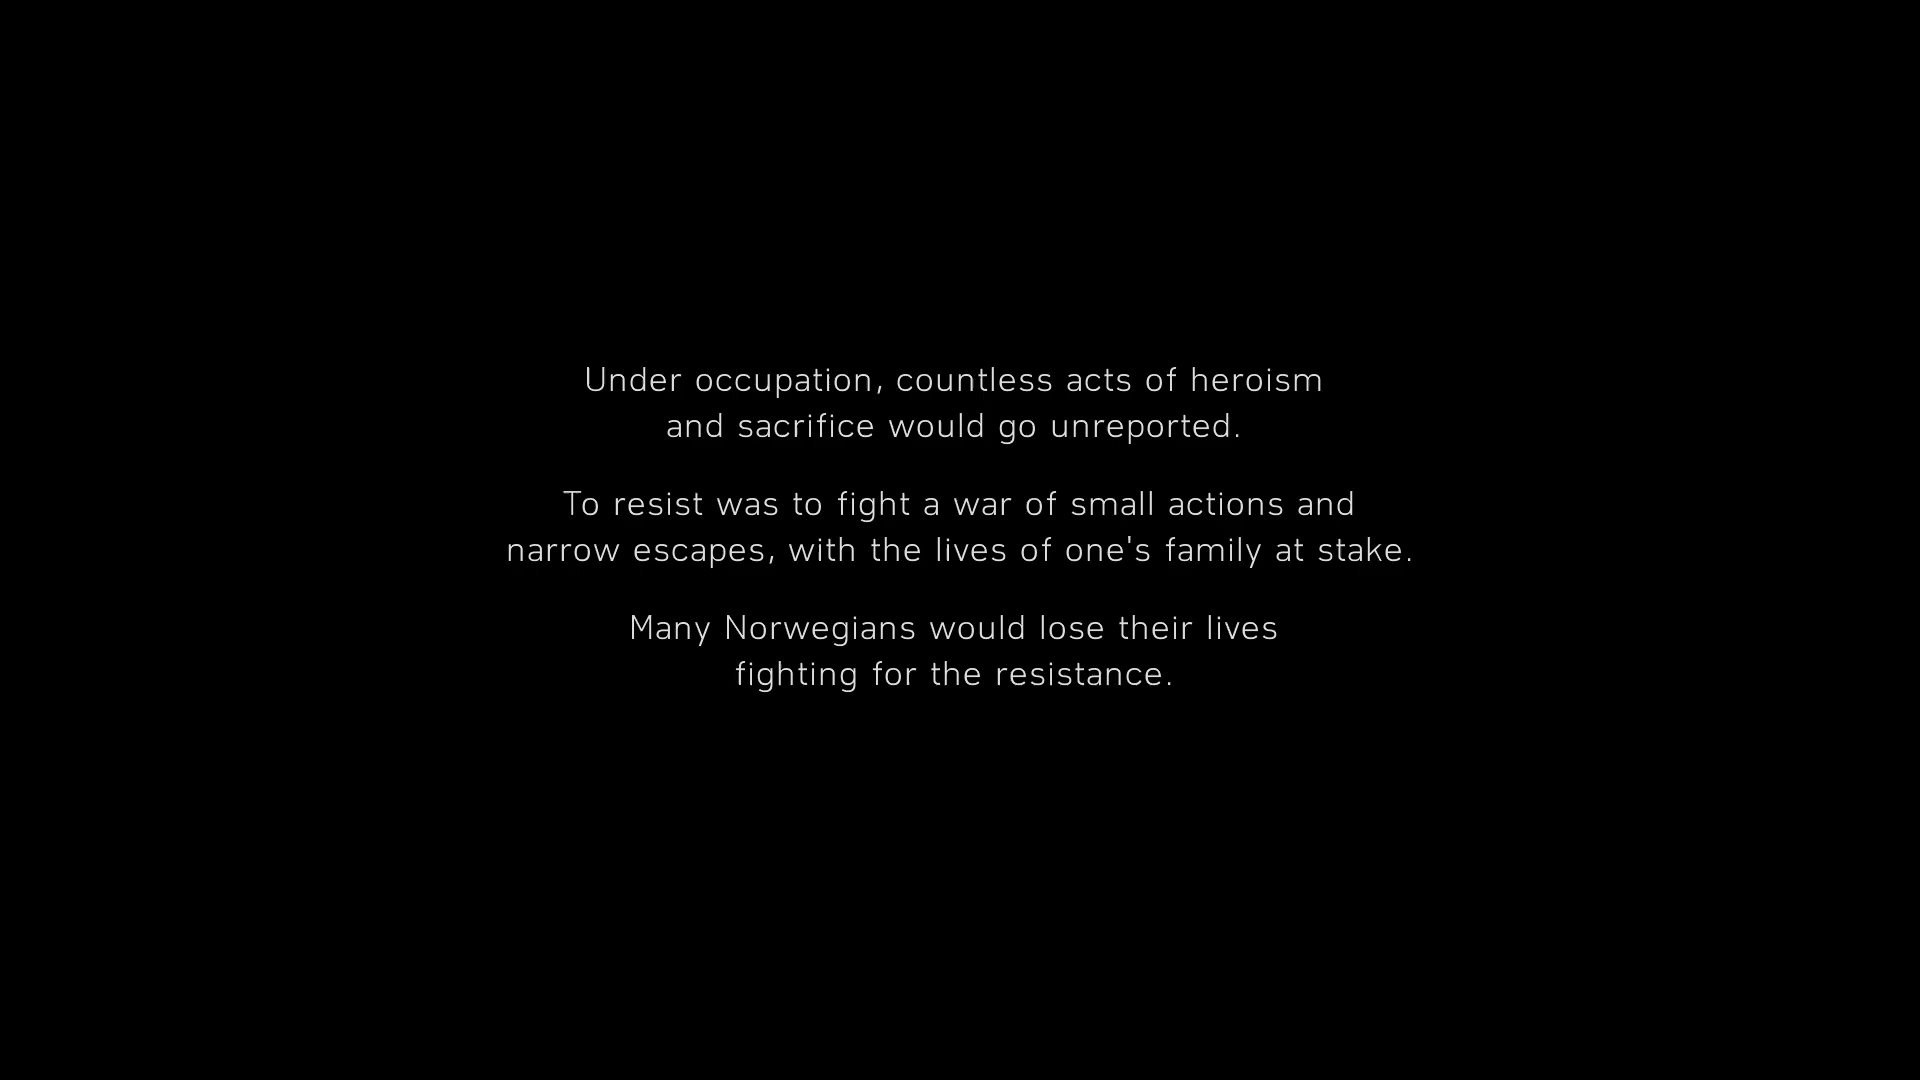 Under occupation, countless acts of heroism
and sacrifice would go unreported.
To resist was to fight a war of small actions and
narrow escapes, with the lives of one's family at stake.
Many Norwegians would lose their lives
fighting for the resistance.